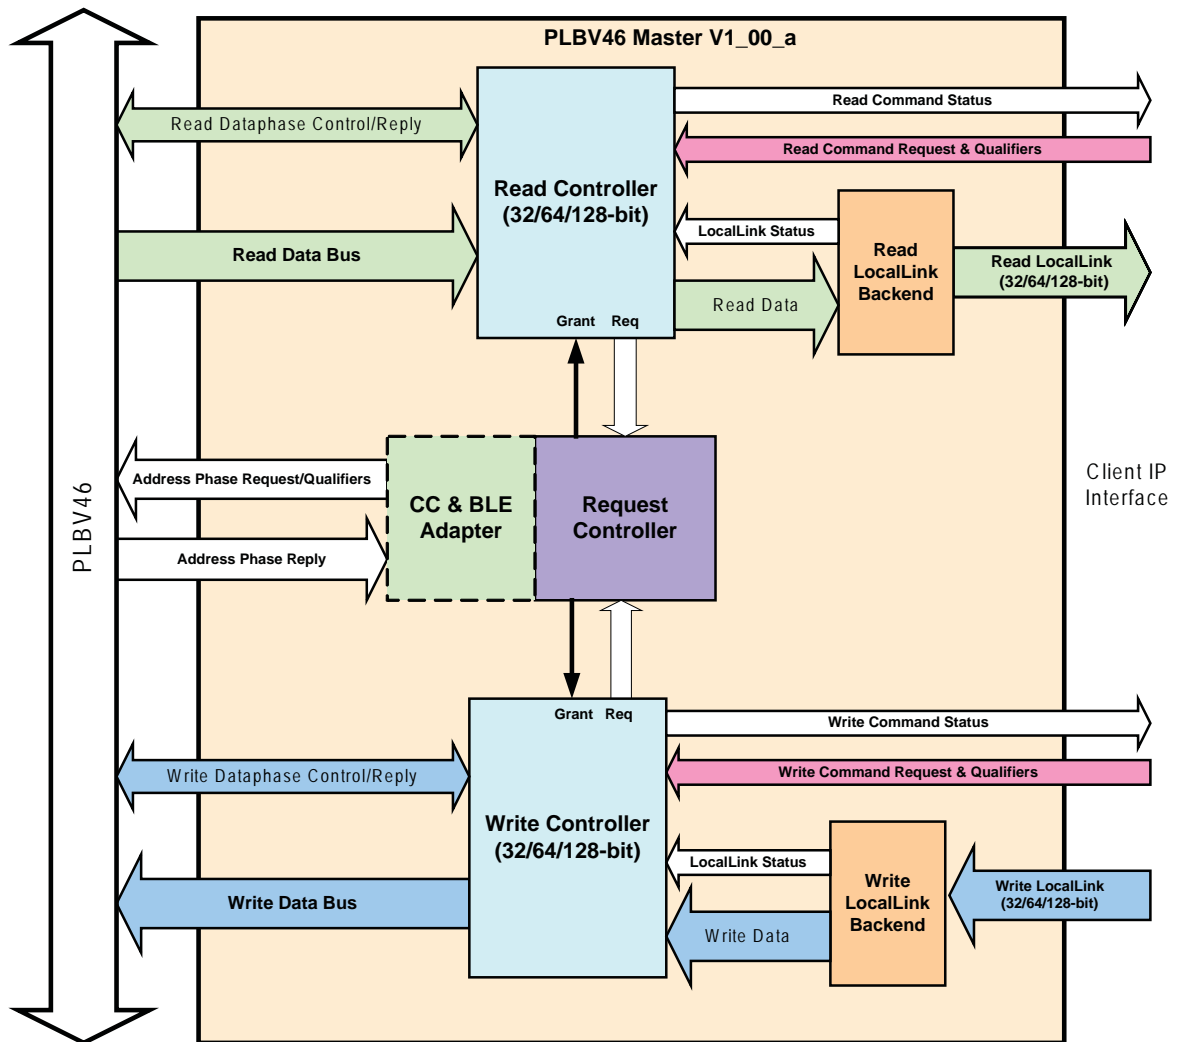 PLBV46 Master V1_00_a
Read Command Status
Read Dataphase Control/Reply
Read Command Request & Qualifiers
Read Controller
(32/64/128-bit)
LocalLink Status
Read Data Bus
Read
LocalLink
Backend
Read LocalLink
(32/64/128-bit)
Read Data
Grant Req
Address Phase Request/Qualifiers
CC & BLE
Adapter
Request
Controller
Client IP
Interface
PLBV46
Address Phase Reply
Grant Req
Write Command Status
Write Dataphase Control/Reply
Write Command Request & Qualifiers
Write Controller
(32/64/128-bit)
LocalLink Status
Write Data Bus
Write
LocalLink
Backend
Write LocalLink
(32/64/128-bit)
Write Data